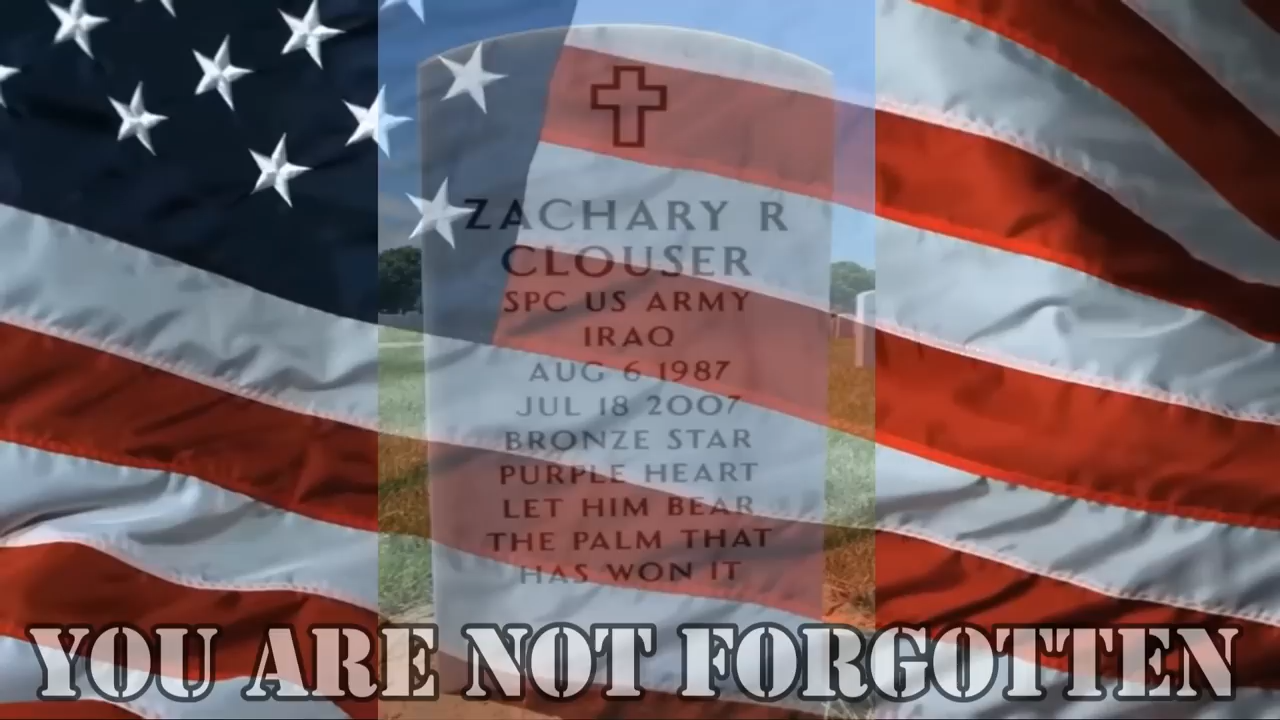 ZACHARY R
CLOUSER
SPC US ARMY
IRAQ
AUG 6 1987
JUL 18 2007
BRONZE STAR
PURPLE HEART
LET HIM BEAR
THE PALM THAT
HAS WON IT
YOU ARE NOT FORGOTTEN